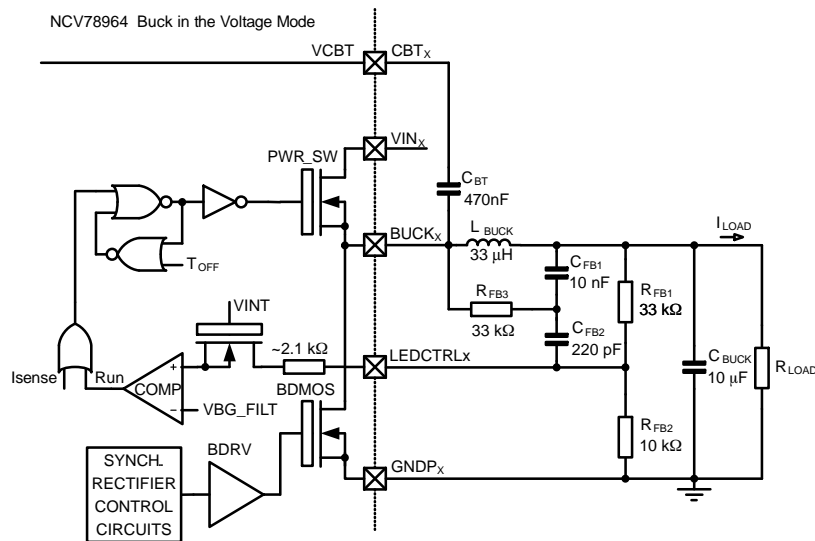 NCV78964 Buck in the Voltage Mode
VCBT
CBTX
PWR_SW
VINX
CBT
470nF
BUCKX
L BUCK
33 μH
ILOAD
TOFF
CFB1
10 nF
RFB1
33 kΩ
RFB3
33 kΩ
CFB2
220 pF
VINT
~2.1 kΩ
LEDCTRLx
CBUCK
10 μF
RLOAD
Isense
Run
+
COMP
–
VBG_FILT
BDMOS
RFB2
10 kΩ
BDRV
GNDPX
SYNCH.
RECTIFIER
CONTROL
CIRCUITS